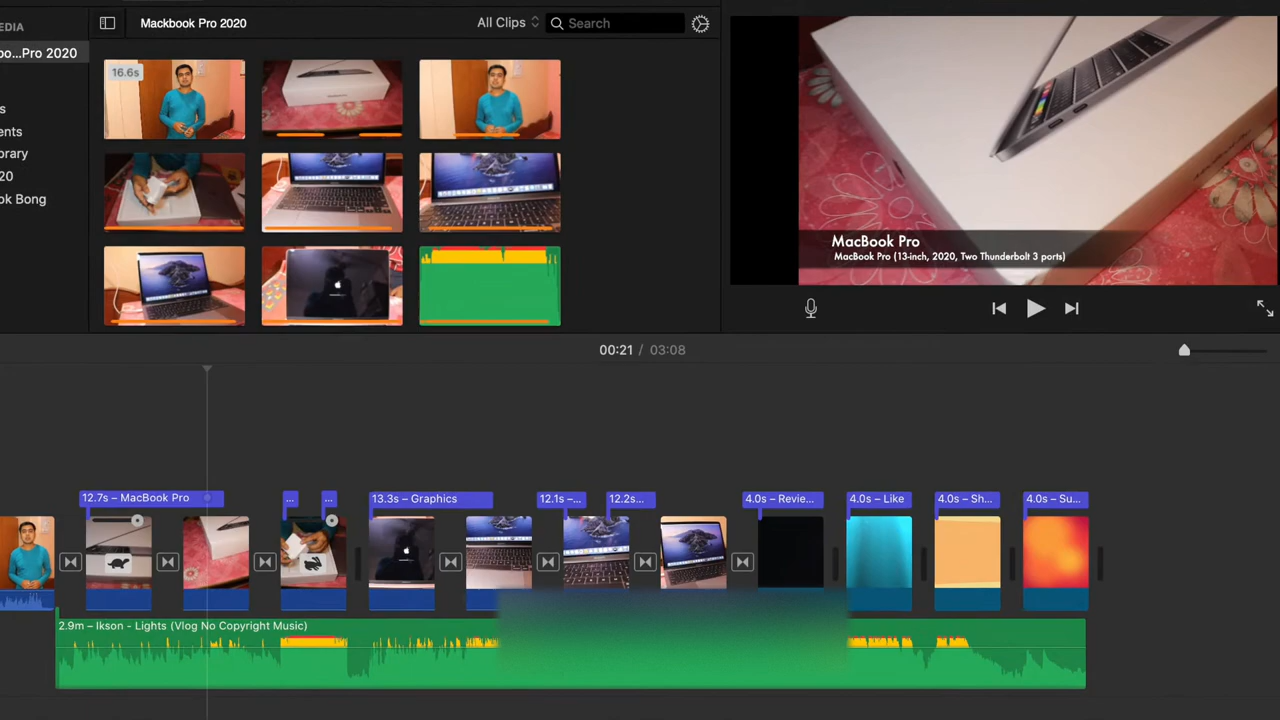 EDIA
Mackbook Pro 2020
All Clips
Search
oo...Pro 2020
16.6s
s
ents
brary
20
ok Bong
MacBook Pro
MacBook Pro (13-inch, 2020, Two Thunderbolt 3 ports)
00:21 / 03:08
12.7s – MacBook Pro
...
...
13.3s – Graphics
12.1s –...
12.2s...
4.0s – Revie...
4.0s – Like
4.0s – Sh...
4.0s – Su...
2.9m – Ikson - Lights (Vlog No Copyright Music)